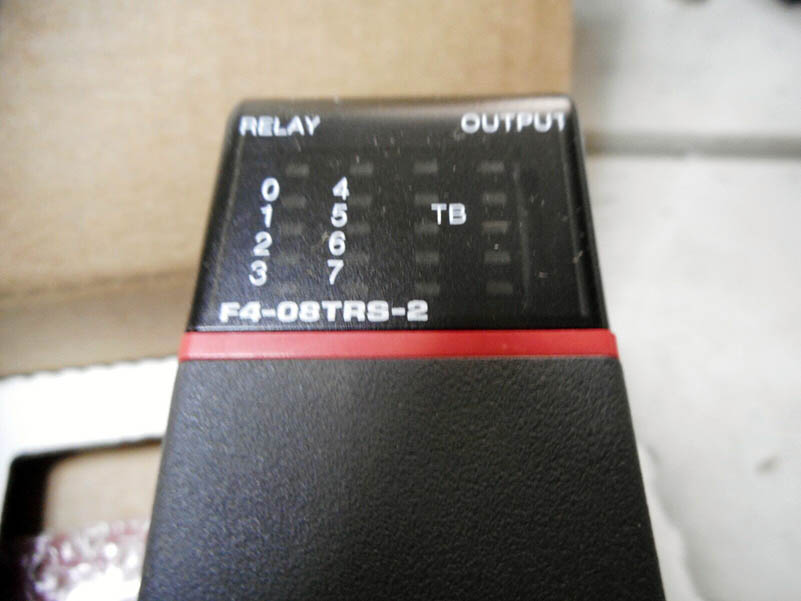 RELAY OUTPUT
0 4
1 5 TB
2 6
3 7
F4-08TRS-2